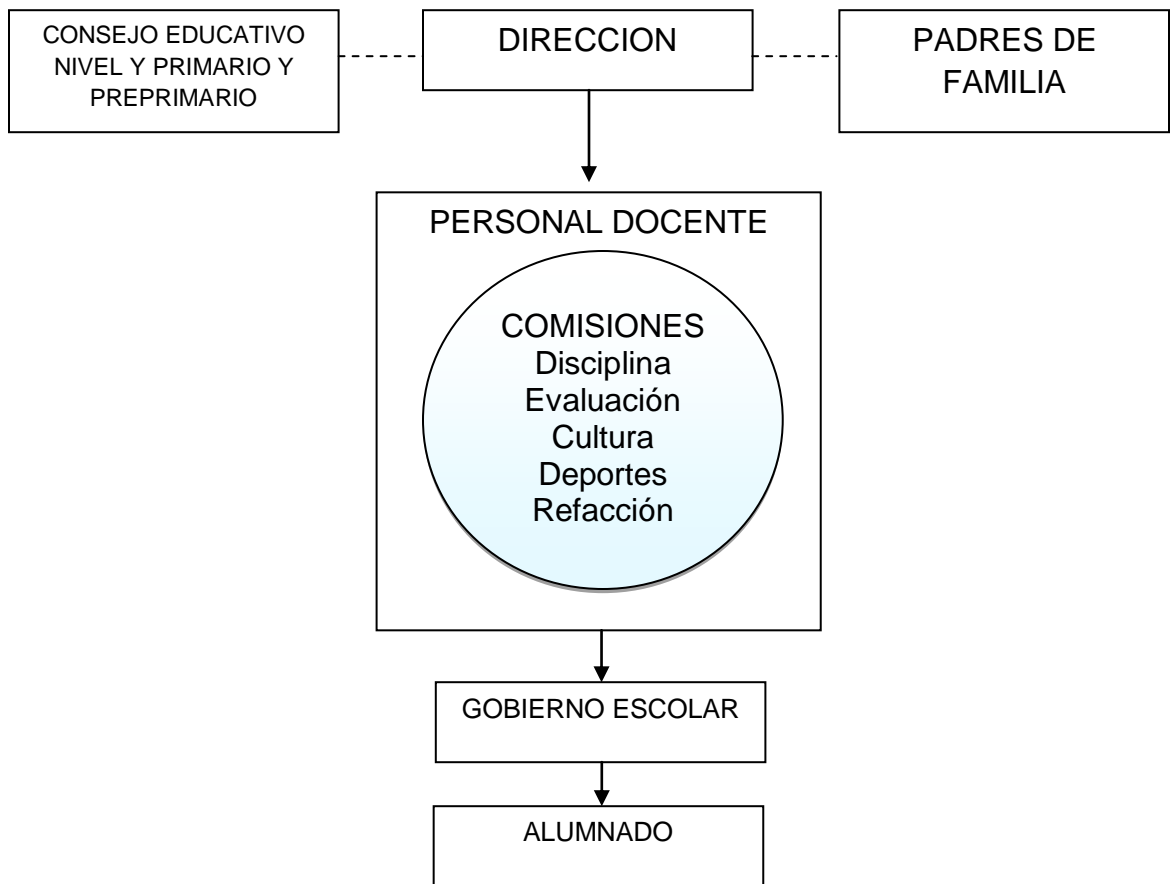 CONSEJO EDUCATIVO
NIVEL Y PRIMARIO Y
PREPRIMARIO
DIRECCION
PADRES DE
FAMILIA
PERSONAL DOCENTE
COMISIONES
Disciplina
Evaluación
Cultura
Deportes
Refacción
GOBIERNO ESCOLAR
ALUMNADO